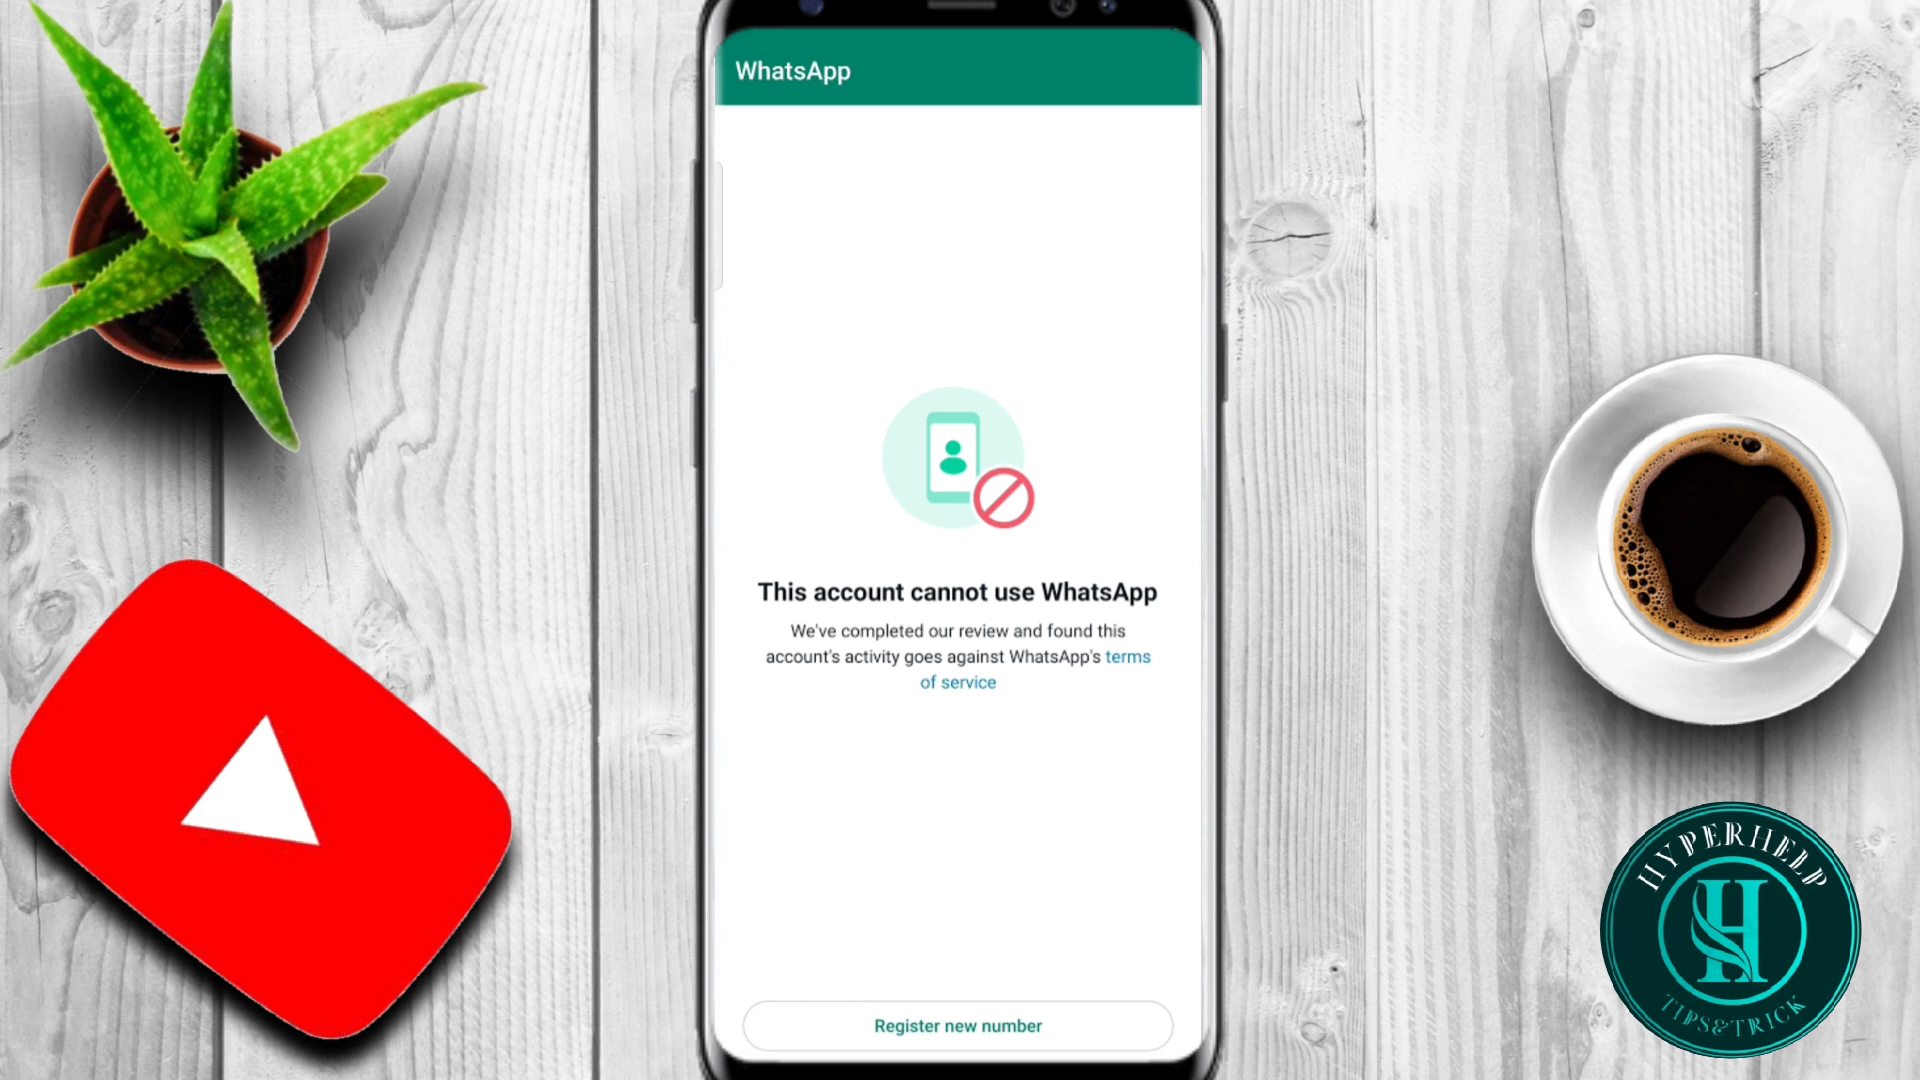 WhatsApp
This account cannot use WhatsApp
We've completed our review and found this
account's activity goes against WhatsApp's terms
of service
Register new number
HYPERHELP
H
TIPS&TRICK